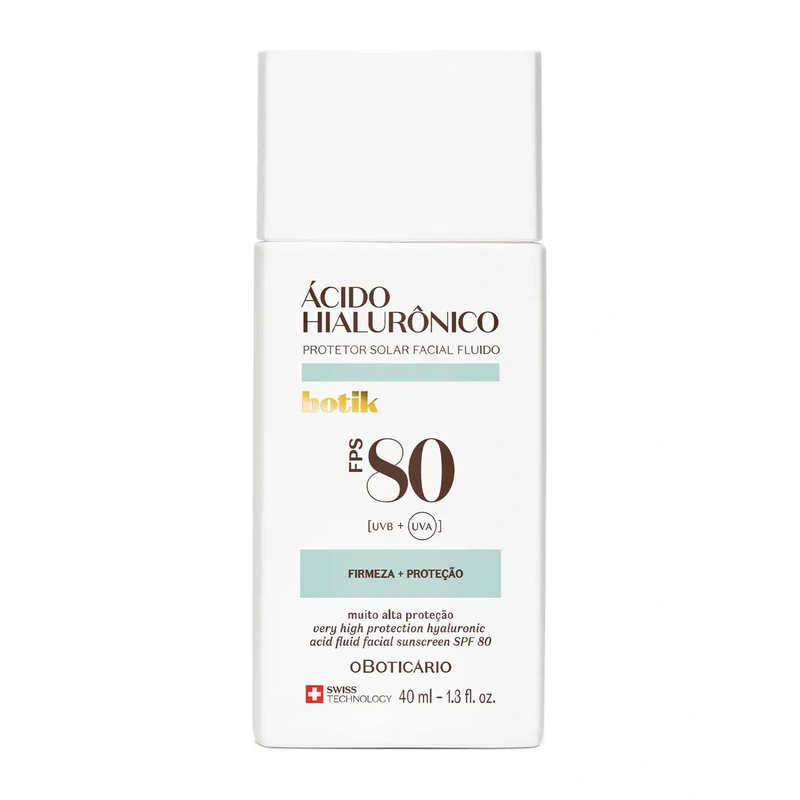 ÁCIDO
HIALURÔNICO
PROTETOR SOLAR FACIAL FLUIDO
botik
FPS 80
[UVB + UVA]
FIRMEZA + PROTEÇÃO
muito alta proteção
very high protection hyaluronic
acid fluid facial sunscreen SPF 80
OBOTICÁRIO
SWISS
TECHNOLOGY 40 ml - 1.3 fl. oz.